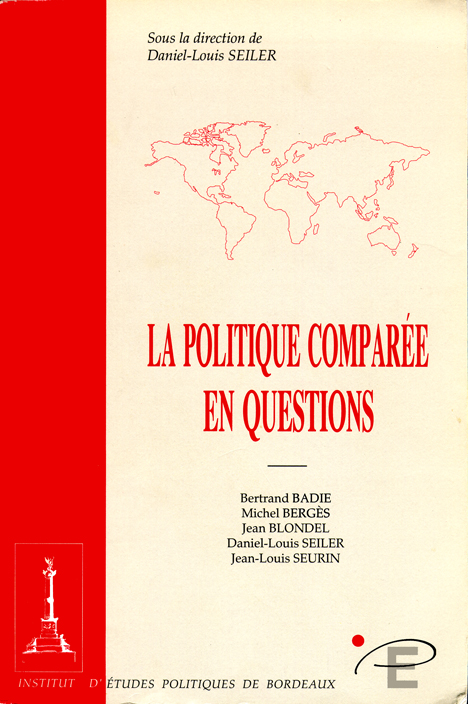 Sous la direction de
Daniel-Louis SEILER
LA POLITIQUE COMPARÉE
EN QUESTIONS
Bertrand BADIE
Michel BERGÈS
Jean BLONDEL
Daniel-Louis SEILER
Jean-Louis SEURIN
INSTITUT D'ÉTUDES POLITIQUES DE BORDEAUX
E